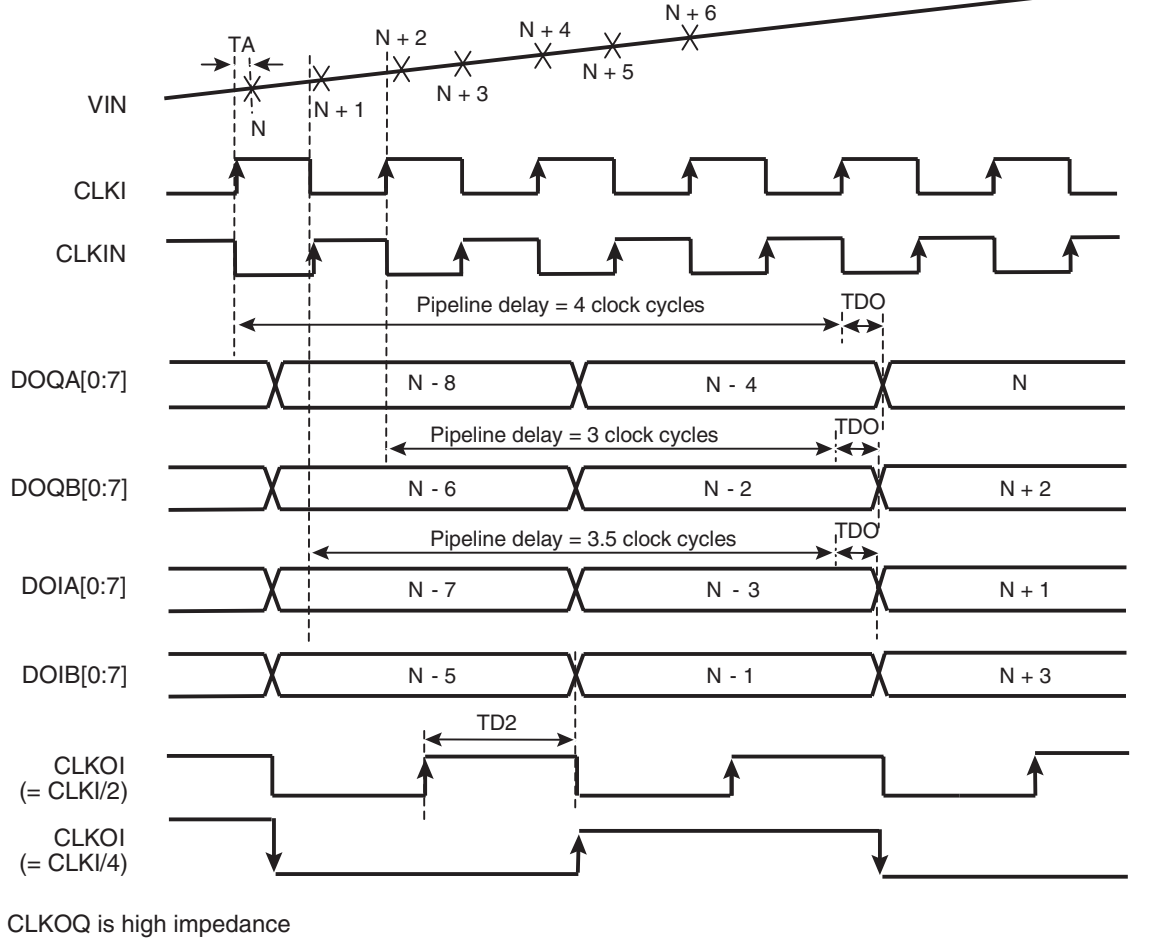 N + 6
N + 4
N + 2
TA
N + 5
N + 3
VIN
N + 1
N
CLKI
CLKIN
Pipeline delay = 4 clock cycles
TDO
DOQA[0:7]
N - 8
N - 4
N
Pipeline delay = 3 clock cycles
TDO
DOQB[0:7]
N - 6
N - 2
N + 2
Pipeline delay = 3.5 clock cycles
TDO
DOIA[0:7]
N - 7
N - 3
N + 1
DOIB[0:7]
N - 5
N - 1
N + 3
TD2
CLKOI
(= CLKI/2)
CLKOI
(= CLKI/4)
CLKOQ is high impedance